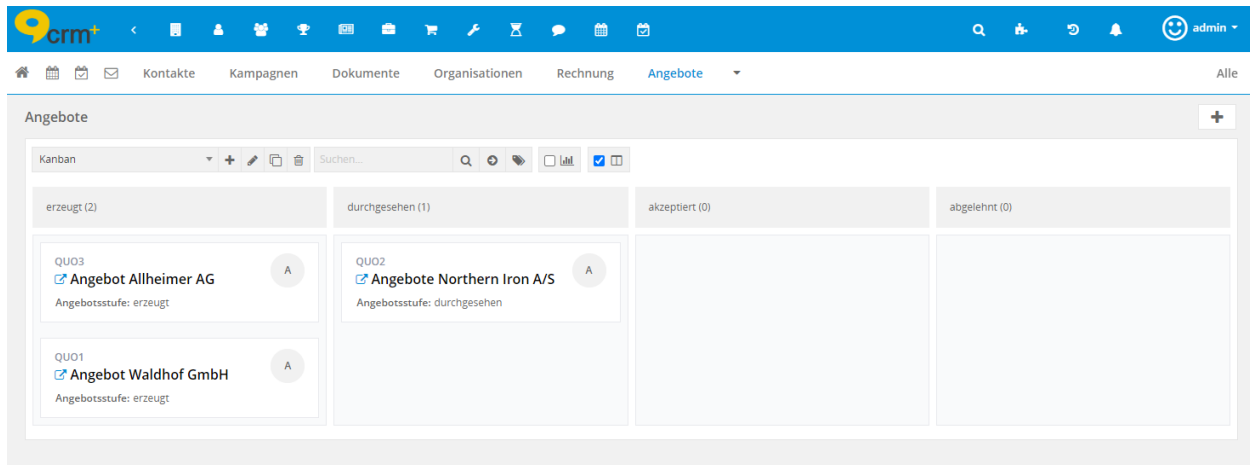 crm+
admin
Kontakte Kampagnen Dokumente Organisationen Rechnung Angebote Alle
Angebote
Kanban Suchen...
erzeugt (2) durchgesehen (1) akzeptiert (0) abgelehnt (0)
QUO3
Angebot Allheimer AG A
Angebotsstufe: erzeugt
QUO1
Angebot Waldhof GmbH A
Angebotsstufe: erzeugt
QUO2
Angebote Northern Iron A/S A
Angebotsstufe: durchgesehen